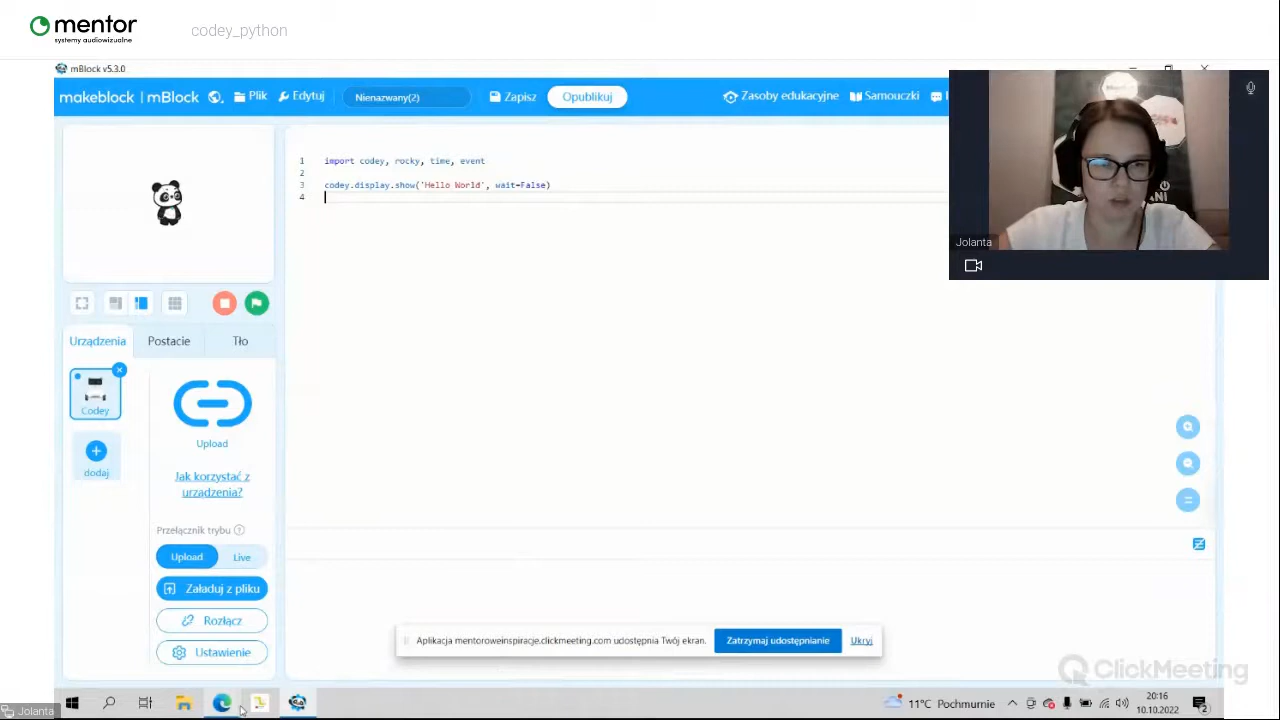 mentor
systemy audiowizualne
codey_python
mBlock v5.3.0
makeblock | mBlock
Plik
Edytuj
Nienazwany(2)
Zapisz
Opublikuj
Zasoby edukacyjne
Samouczki
1 import codey, rocky, time, event
2
3 codey.display.show('Hello World', wait=False)
4
Jolanta
Urządzenia
Postacie
Tło
Codey
dodaj
Upload
Jak korzystać z
urządzenia?
Przełącznik trybu
Upload
Live
Załaduj z pliku
Rozłącz
Ustawienie
Aplikacja mentoroweinspiracje.clickmeeting.com udostępnia Twój ekran.
Zatrzymaj udostępnianie
Ukryj
ClickMeeting
Jolanta
11°C Pochmurnie
20:16
10.10.2022
2